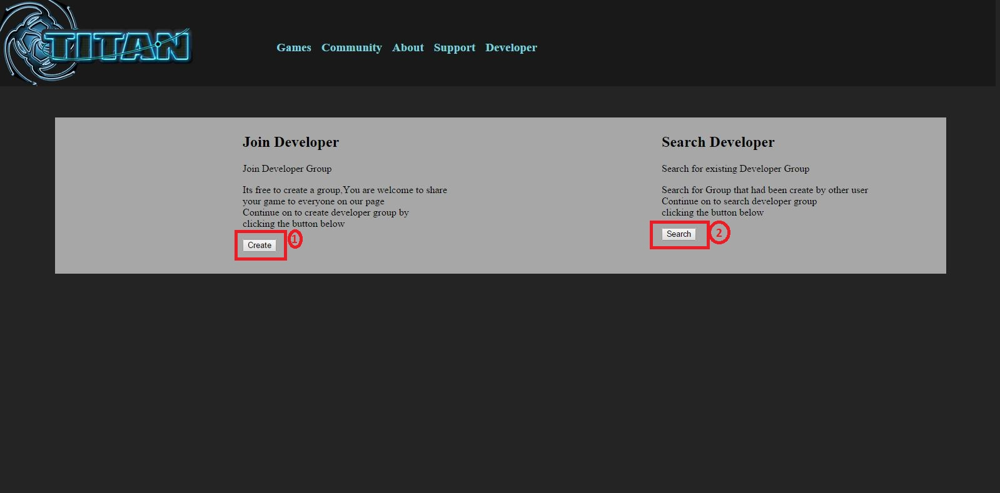 TITAN
Games Community About Support Developer
Join Developer
Join Developer Group
Its free to create a group,You are welcome to share
your game to everyone on our page
Continue on to create developer group by
clicking the button below
Create
1
Search Developer
Search for existing Developer Group
Search for Group that had been create by other user
Continue on to search developer group
clicking the button below
Search
2